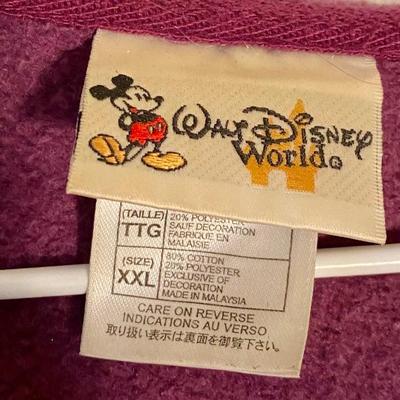 WALT DISNEY
World®
(TAILLE)
TTG
20% POLYESTER
SAUF DECORATION
FABRIQUE EN
MALAISIE
(SIZE)
XXL
80% COTTON
20% POLYESTER
EXCLUSIVE OF
DECORATION
MADE IN MALAYSIA
CARE ON REVERSE
INDICATIONS AU VERSO
取り扱い表示は裏面を御覧下さい。